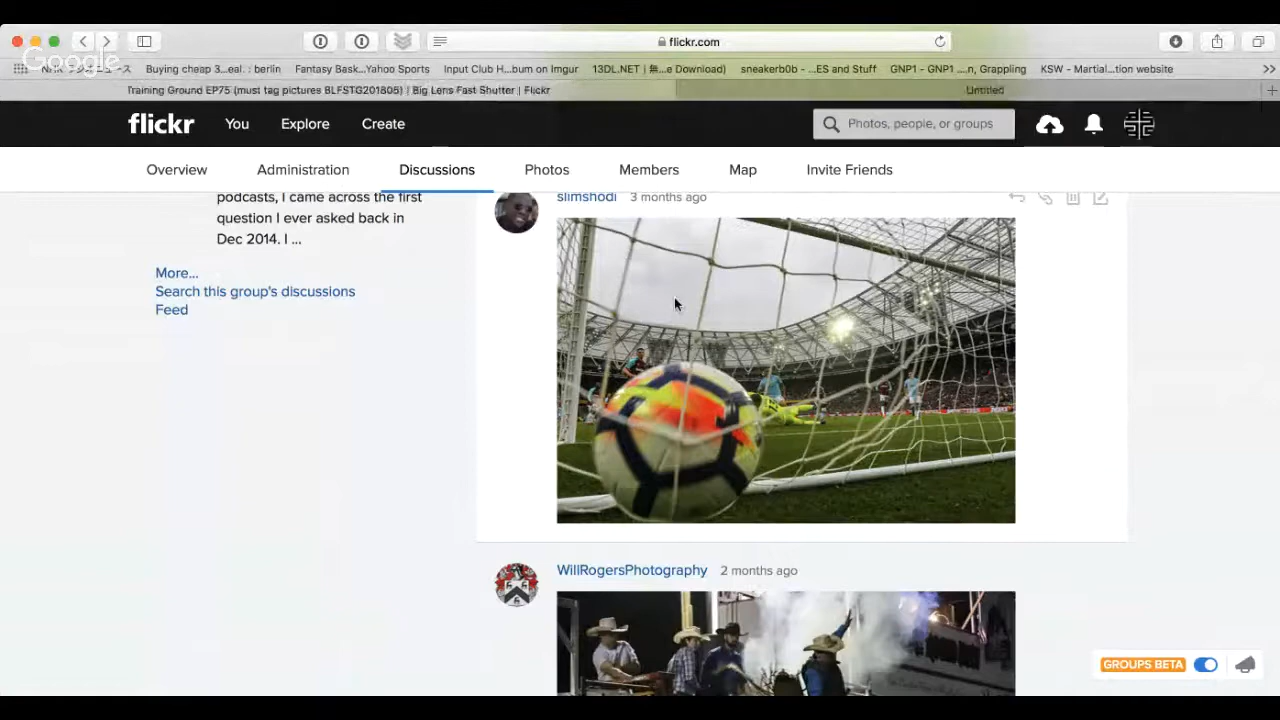 flickr.com
Google
Buying cheap 3...eal. : berlin
Fantasy Bask...Yahoo Sports
Input Club H...bum on Imgur
13DL.NET | 無...e Download)
sneakerb0b - ...ES and Stuff
GNP1 - GNP1 ....n, Grappling
KSW - Martial...tion website
Training Ground EP75 (must tag pictures BLFSTG201805) | Big Lens Fast Shutter | Flickr
Untitled
flickr
You
Explore
Create
Photos, people, or groups
Overview
Administration
Discussions
Photos
Members
Map
Invite Friends
podcasts, I came across the first
question I ever asked back in
Dec 2014. I ...
More...
Search this group's discussions
Feed
slimshodi 3 months ago
WillRogersPhotography 2 months ago
GROUPS BETA